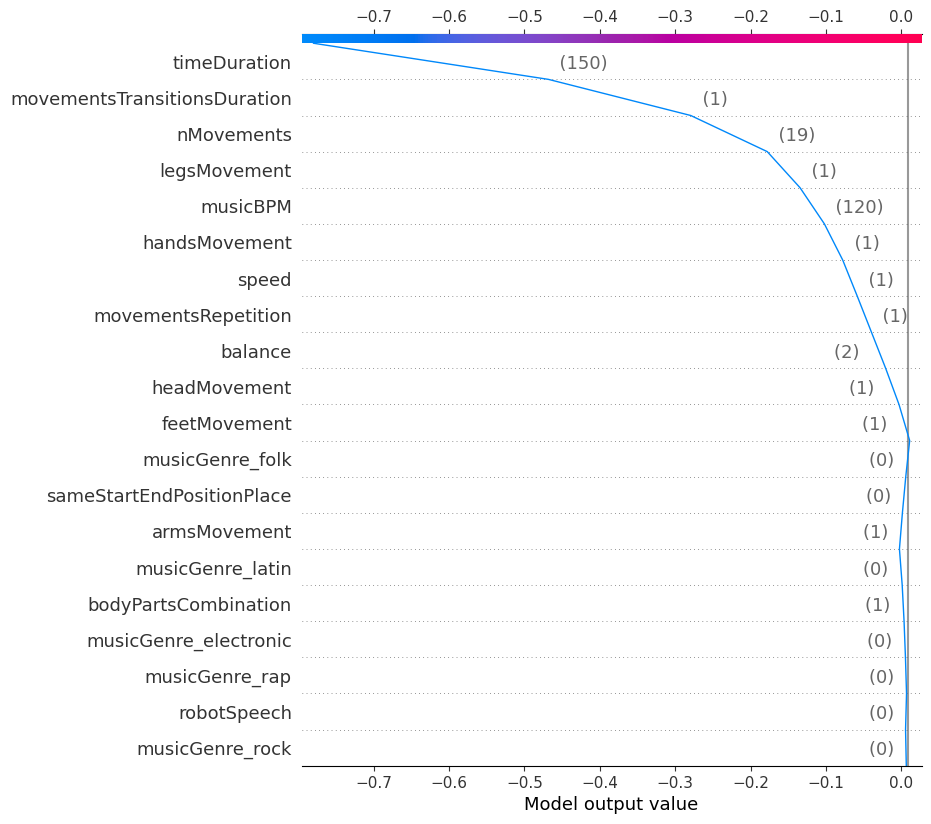 −0.7 −0.6 −0.5 −0.4 −0.3 −0.2 −0.1 0.0
timeDuration (150)
movementsTransitionsDuration (1)
nMovements (19)
legsMovement (1)
musicBPM (120)
handsMovement (1)
speed (1)
movementsRepetition (1)
balance (2)
headMovement (1)
feetMovement (1)
musicGenre_folk (0)
sameStartEndPositionPlace (0)
armsMovement (1)
musicGenre_latin (0)
bodyPartsCombination (1)
musicGenre_electronic (0)
musicGenre_rap (0)
robotSpeech (0)
musicGenre_rock (0)
−0.7 −0.6 −0.5 −0.4 −0.3 −0.2 −0.1 0.0
Model output value